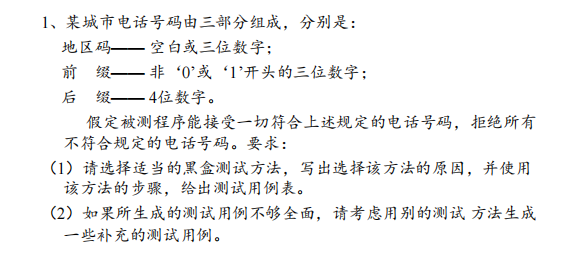 1、某城市电话号码由三部分组成，分别是：
地区码—— 空白或三位数字；
前　缀—— 非‘0’或‘1’开头的三位数字；
后　缀—— 4位数字。
假定被测程序能接受一切符合上述规定的电话号码，拒绝所有
不符合规定的电话号码。要求：
（1）请选择适当的黑盒测试方法，写出选择该方法的原因，并使用
该方法的步骤，给出测试用例表。
（2）如果所生成的测试用例不够全面，请考虑用别的测试 方法生成
一些补充的测试用例。